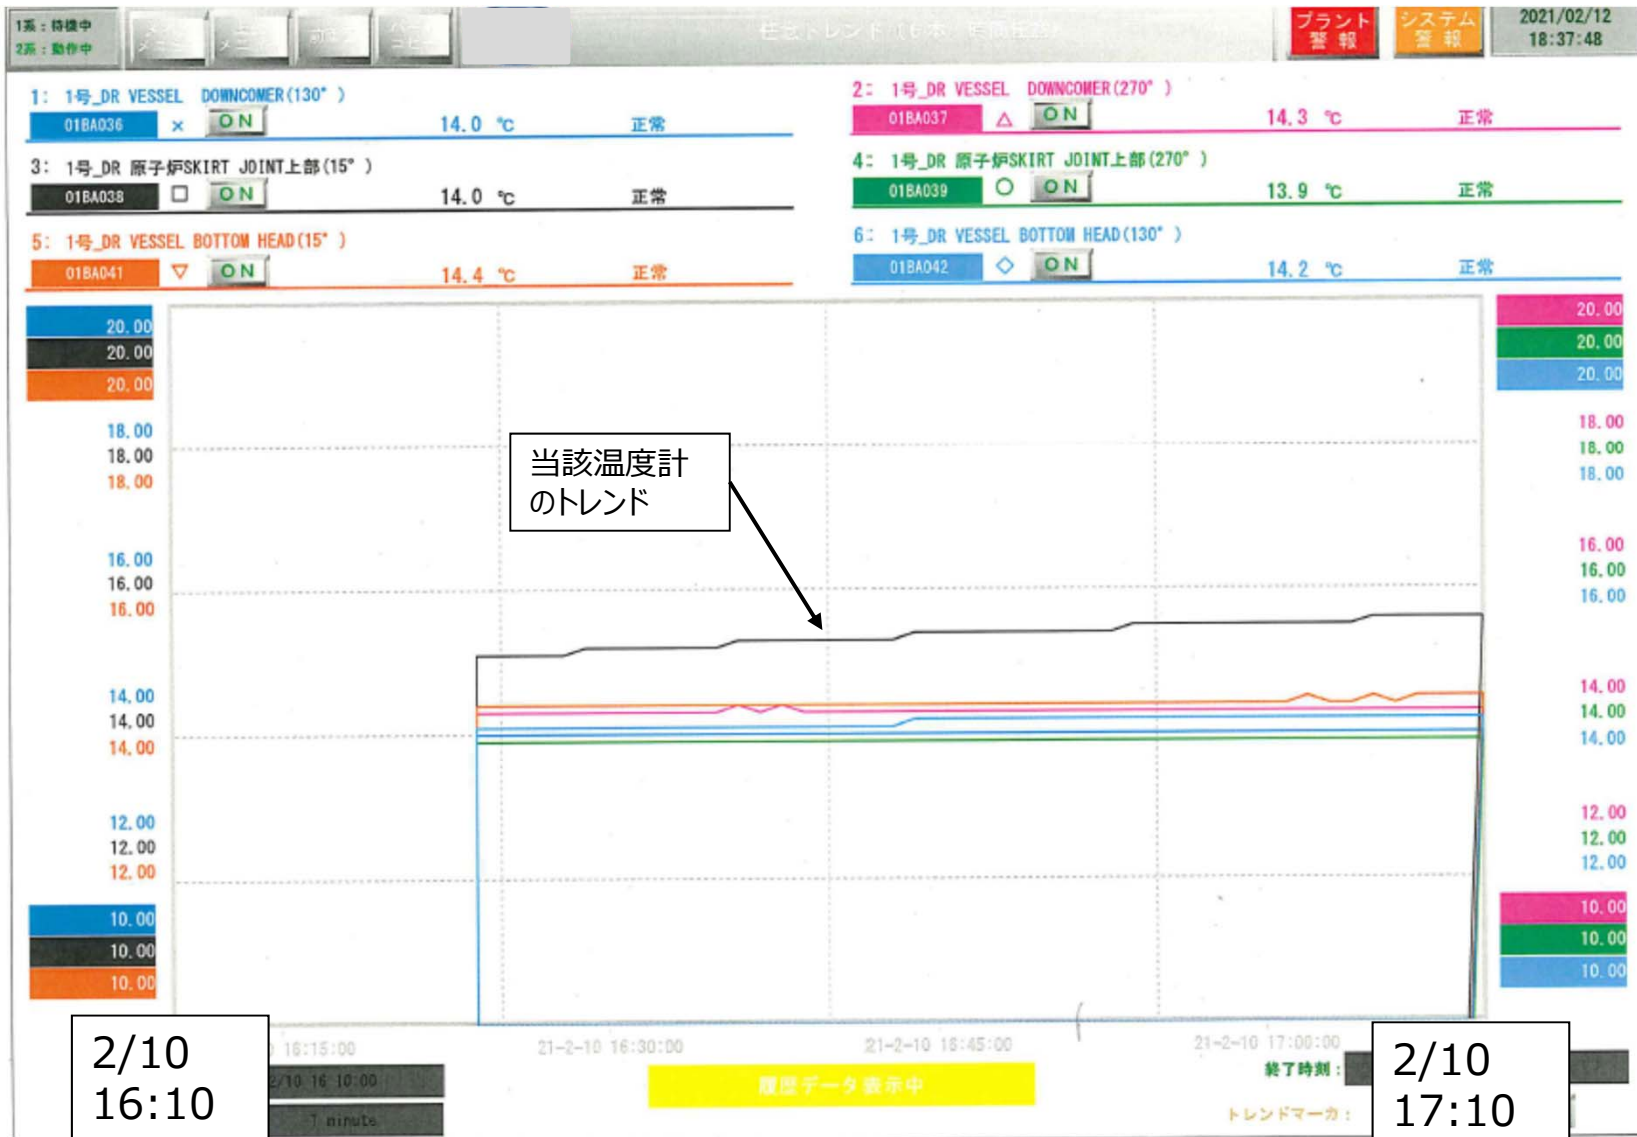 1系：待機中
2系：動作中
プラント
警報
システム
警報
2021/02/12
18:37:48
1: 1号_DR VESSEL DOWNCOMER(130°)
01BA036 × ON 14.0 ℃ 正常
2: 1号_DR VESSEL DOWNCOMER(270°)
01BA037 △ ON 14.3 ℃ 正常
3: 1号_DR 原子炉SKIRT JOINT上部(15°)
01BA038 □ ON 14.0 ℃ 正常
4: 1号_DR 原子炉SKIRT JOINT上部(270°)
01BA039 ○ ON 13.9 ℃ 正常
5: 1号_DR VESSEL BOTTOM HEAD(15°)
01BA041 ▽ ON 14.4 ℃ 正常
6: 1号_DR VESSEL BOTTOM HEAD(130°)
01BA042 ◇ ON 14.2 ℃ 正常
20.00
20.00
20.00
18.00
18.00
18.00
16.00
16.00
16.00
14.00
14.00
14.00
12.00
12.00
12.00
10.00
10.00
10.00
当該温度計
のトレンド
20.00
20.00
20.00
18.00
18.00
18.00
16.00
16.00
16.00
14.00
14.00
14.00
12.00
12.00
12.00
10.00
10.00
10.00
16:15:00
21-2-10 16:30:00
21-2-10 16:45:00
21-2-10 17:00:00
2/10
16:10
2/10 16:10:00
1 minute
履歴データ表示中
終了時刻：
トレンドマーカ：
2/10
17:10